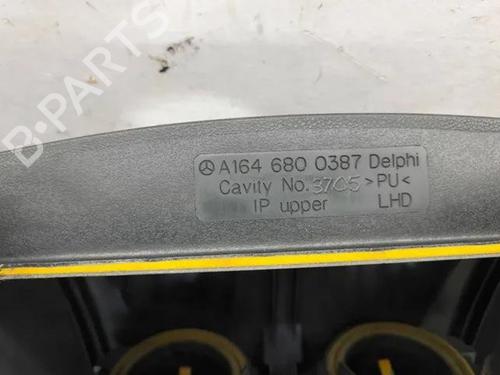 A164 680 0387 Delphi
Cavity No. 3705 >PU<
IP upper LHD
B-PARTS